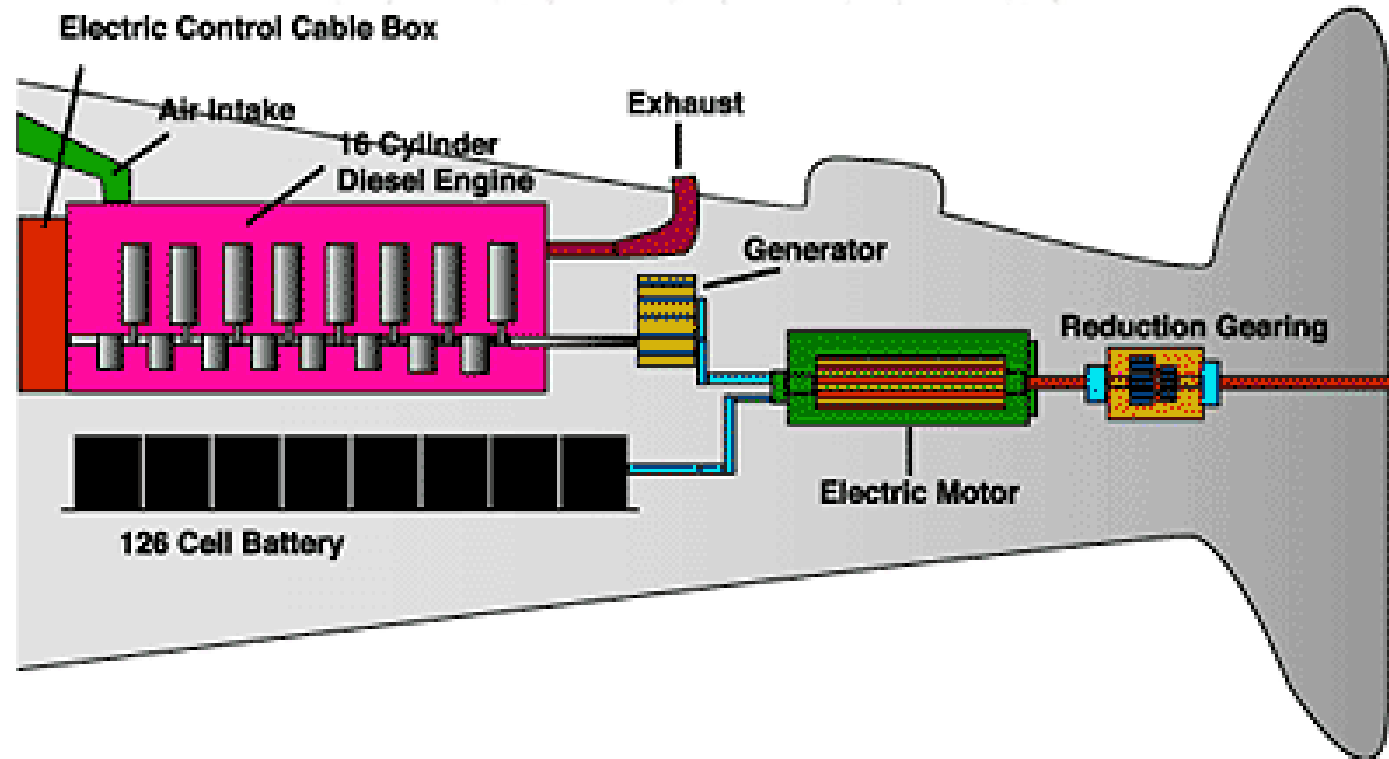 Electric Control Cable Box
Air Intake
Exhaust
16 Cylinder
Diesel Engine
Generator
Reduction Gearing
Electric Motor
126 Cell Battery